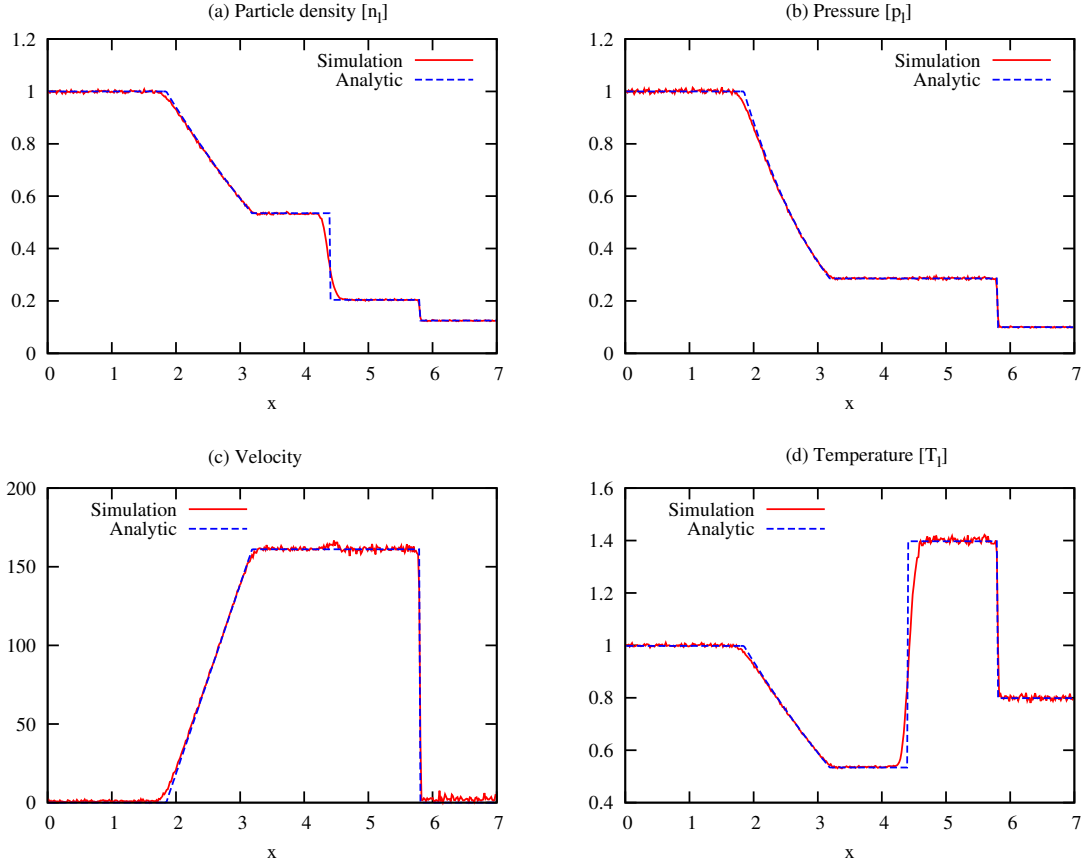 (a) Particle density [n_l]
Simulation
Analytic
1.2
1
0.8
0.6
0.4
0.2
0
0 1 2 3 4 5 6 7
x
(b) Pressure [p_l]
Simulation
Analytic
1.2
1
0.8
0.6
0.4
0.2
0
0 1 2 3 4 5 6 7
x
(c) Velocity
Simulation
Analytic
200
150
100
50
0
0 1 2 3 4 5 6 7
x
(d) Temperature [T_l]
Simulation
Analytic
1.6
1.4
1.2
1
0.8
0.6
0.4
0 1 2 3 4 5 6 7
x